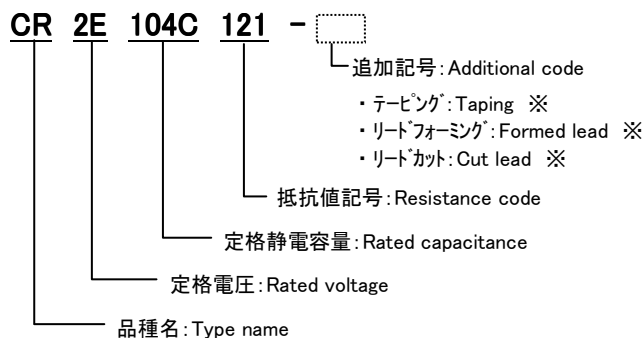 CR 2E 104C 121 -
追加記号:Additional code
・ﾃｰﾋﾟﾝｸﾞ:Taping ※
・ﾘｰﾄﾞﾌｫｰﾐﾝｸﾞ:Formed lead ※
・ﾘｰﾄﾞｶｯﾄ:Cut lead ※
抵抗値記号:Resistance code
定格静電容量:Rated capacitance
定格電圧:Rated voltage
品種名:Type name